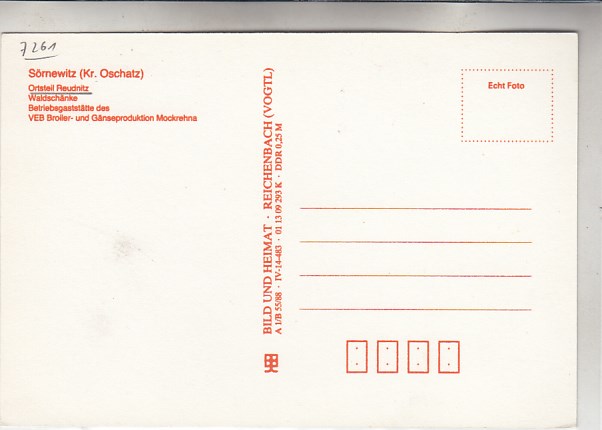 7261
Sörnewitz (Kr. Oschatz)
Ortsteil Reudnitz
Waldschänke
Betriebsgaststätte des
VEB Broiler- und Gänseproduktion Mockrehna
BILD UND HEIMAT · REICHENBACH (VOGTL)
A 1/B 55/88 · IV-14-483 · 01 13 09 293 K · DDR 0,25 M
Echt Foto